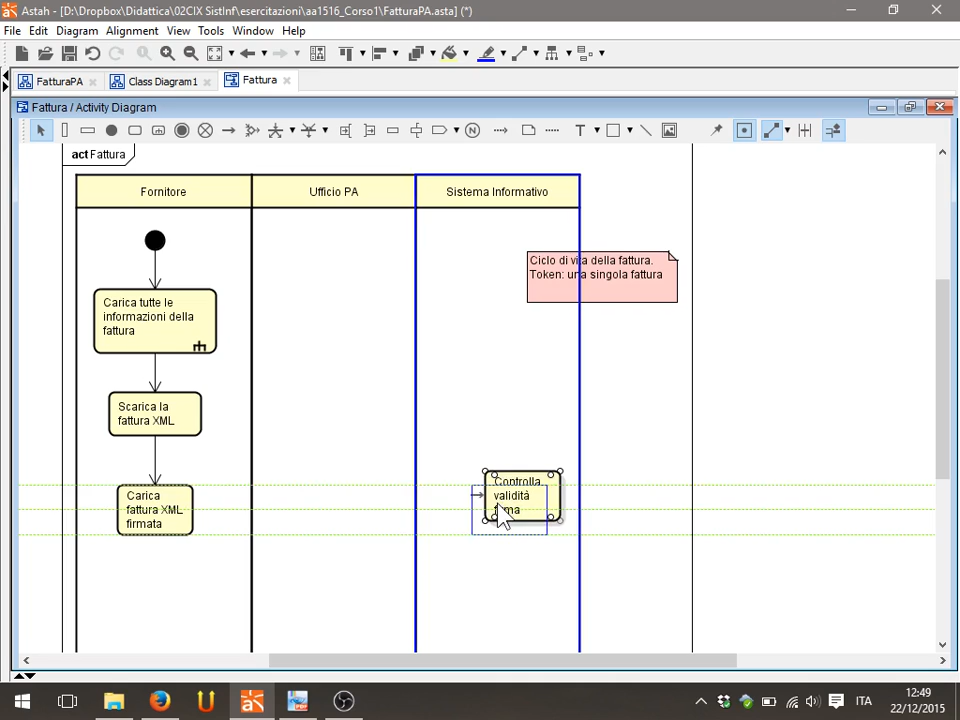 Astah - [D:\Dropbox\Didattica\02CIX SistInf\esercitazioni\aa1516_Corso1\FatturaPA.asta] (*)
File Edit Diagram Alignment View Tools Window Help
FatturaPA Class Diagram1 Fattura
Fattura / Activity Diagram
N T
act Fattura
Fornitore Ufficio PA Sistema Informativo
Ciclo di vita della fattura.
Token: una singola fattura
Carica tutte le
informazioni della
fattura
Scarica la
fattura XML
Carica
fattura XML
firmata
Controlla
validità
firma
ITA
12:49
22/12/2015